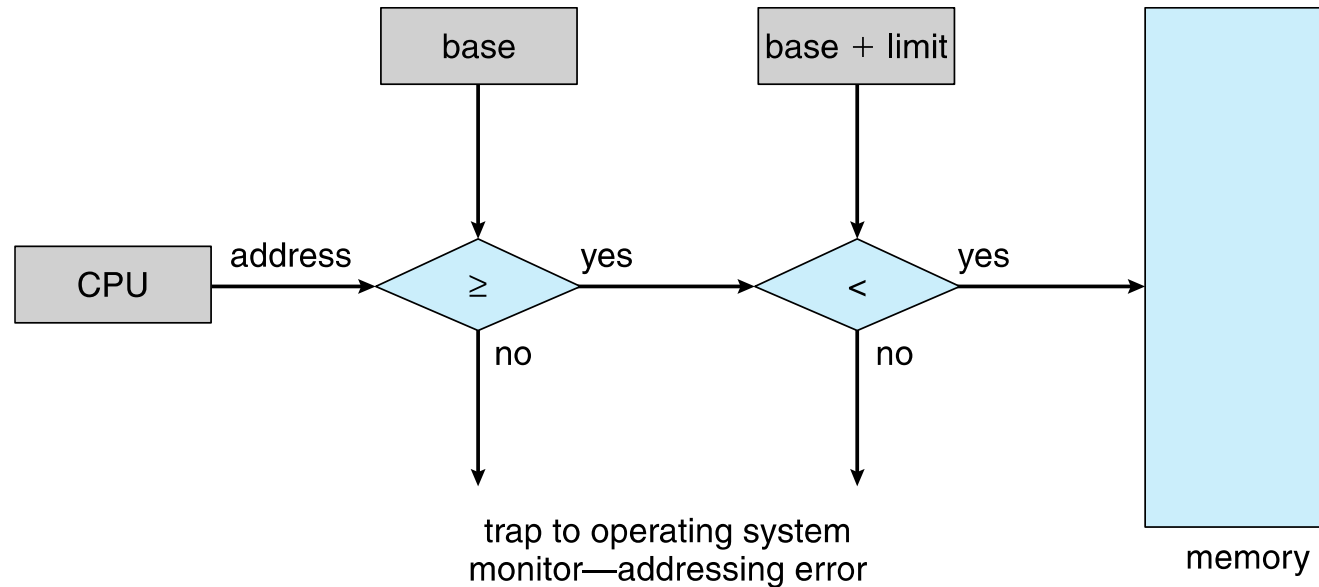 base
base + limit
CPU
address
≥
yes
<
yes
no
no
trap to operating system
monitor—addressing error
memory